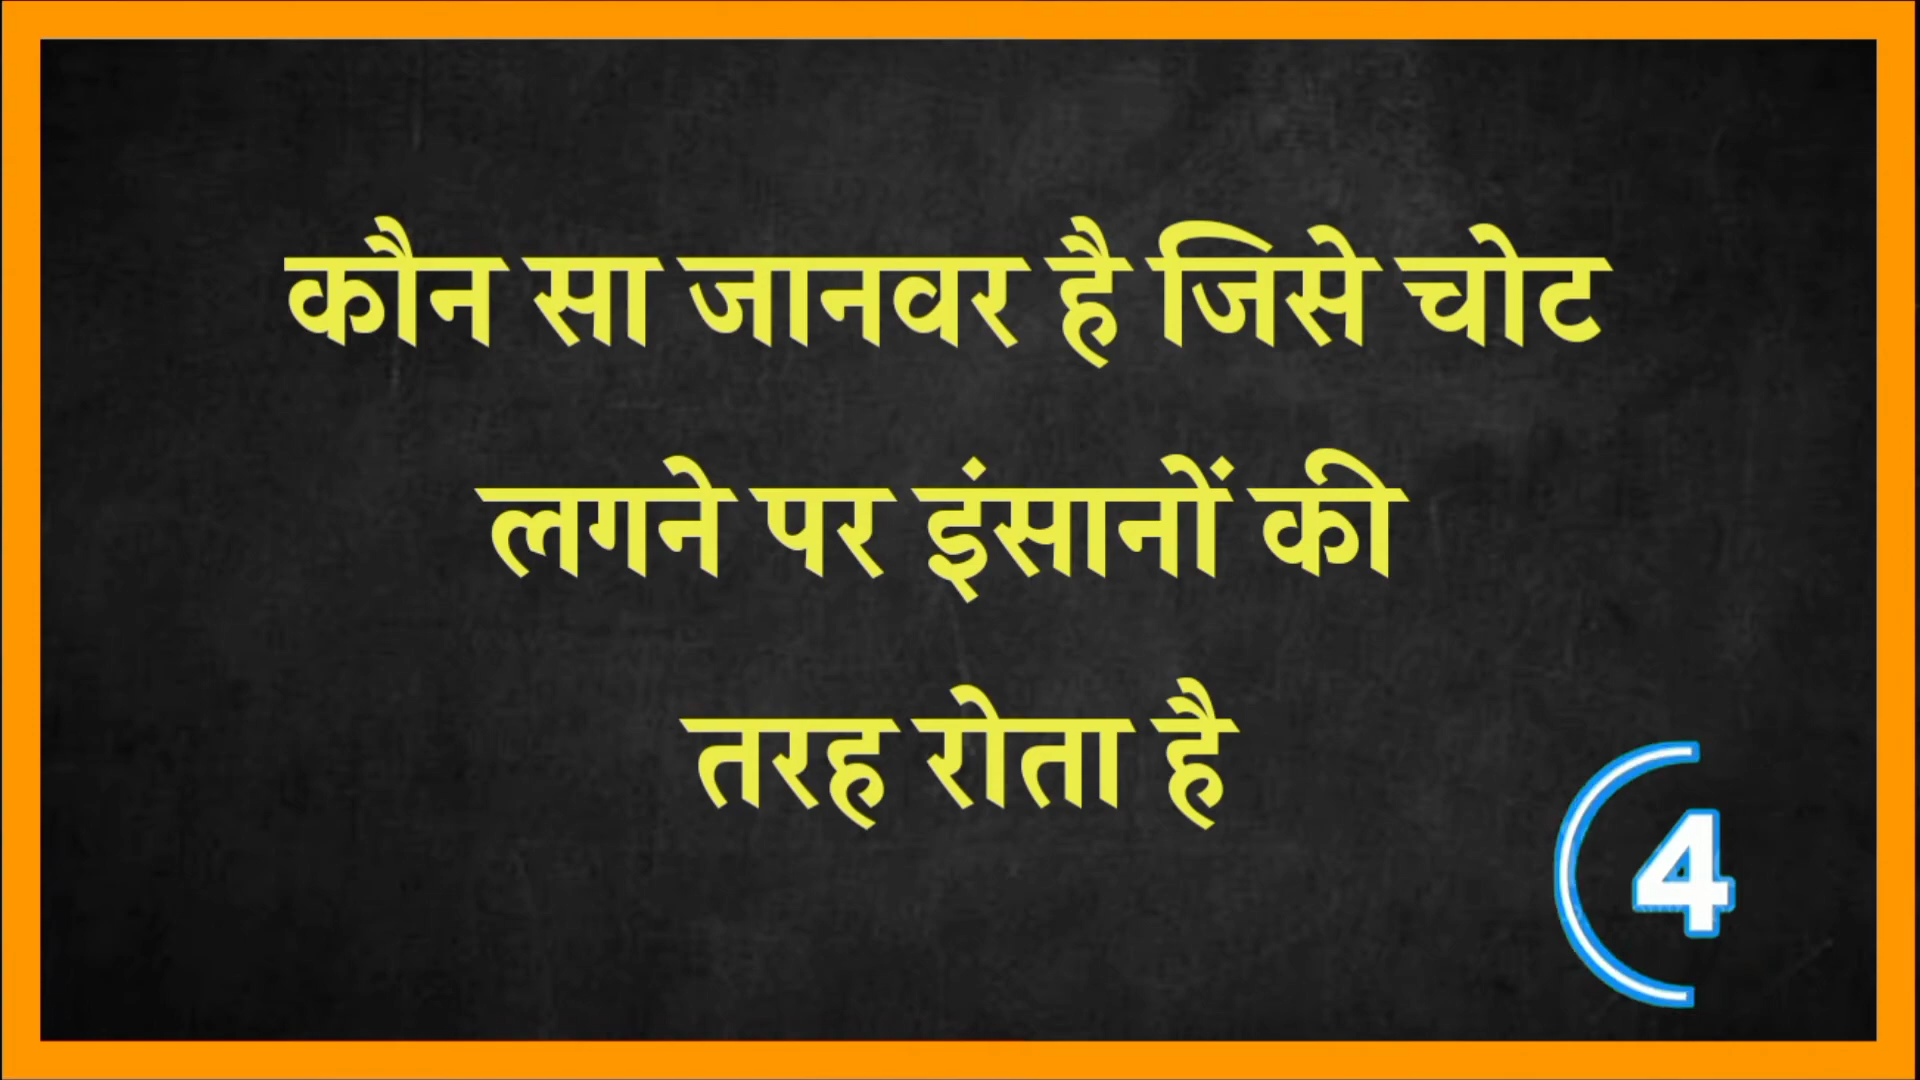 कौन सा जानवर है जिसे चोट
लगने पर इंसानों की
तरह रोता है
4